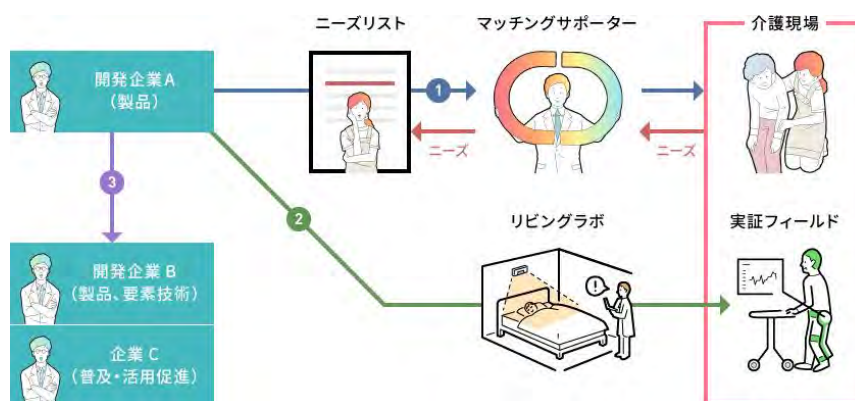 ニーズリスト
マッチングサポーター
介護現場
開発企業A
(製品)
1
ニーズ
ニーズ
3
2
リビングラボ
実証フィールド
開発企業B
(製品、要素技術)
!
企業C
(普及・活用促進)